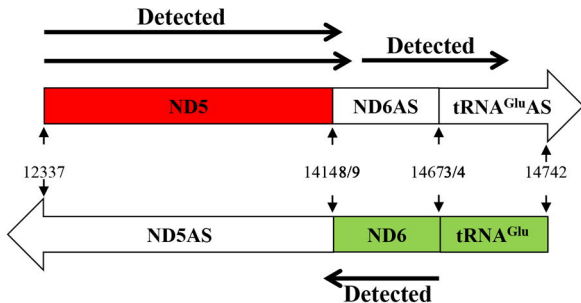 Detected
Detected
ND5 ND6AS tRNAᴳˡᵘAS
12337 14148/9 14673/4 14742
ND5AS ND6 tRNAᴳˡᵘ
Detected